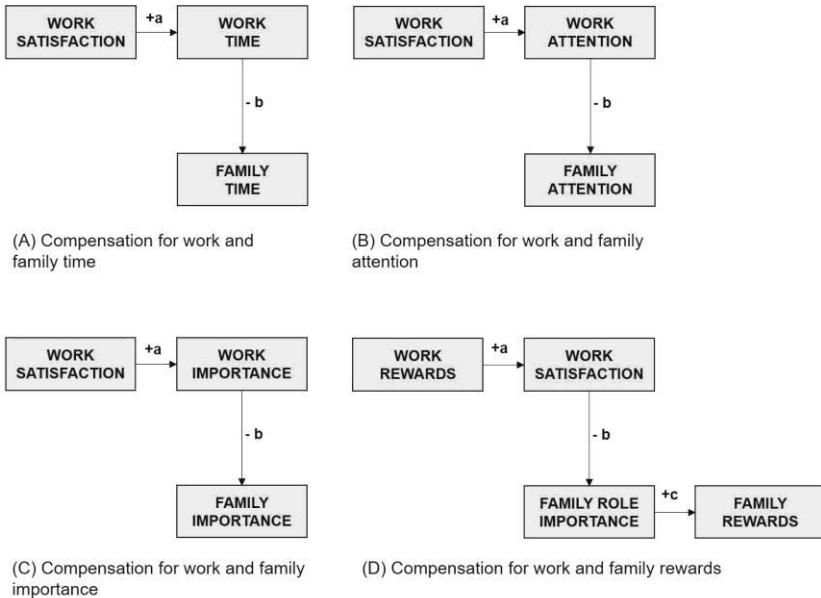 WORK
SATISFACTION
+a
WORK
TIME
- b
FAMILY
TIME
(A) Compensation for work and
family time
WORK
SATISFACTION
+a
WORK
ATTENTION
- b
FAMILY
ATTENTION
(B) Compensation for work and family
attention
WORK
SATISFACTION
+a
WORK
IMPORTANCE
- b
FAMILY
IMPORTANCE
(C) Compensation for work and family
importance
WORK
REWARDS
+a
WORK
SATISFACTION
- b
FAMILY ROLE
IMPORTANCE
+c
FAMILY
REWARDS
(D) Compensation for work and family rewards